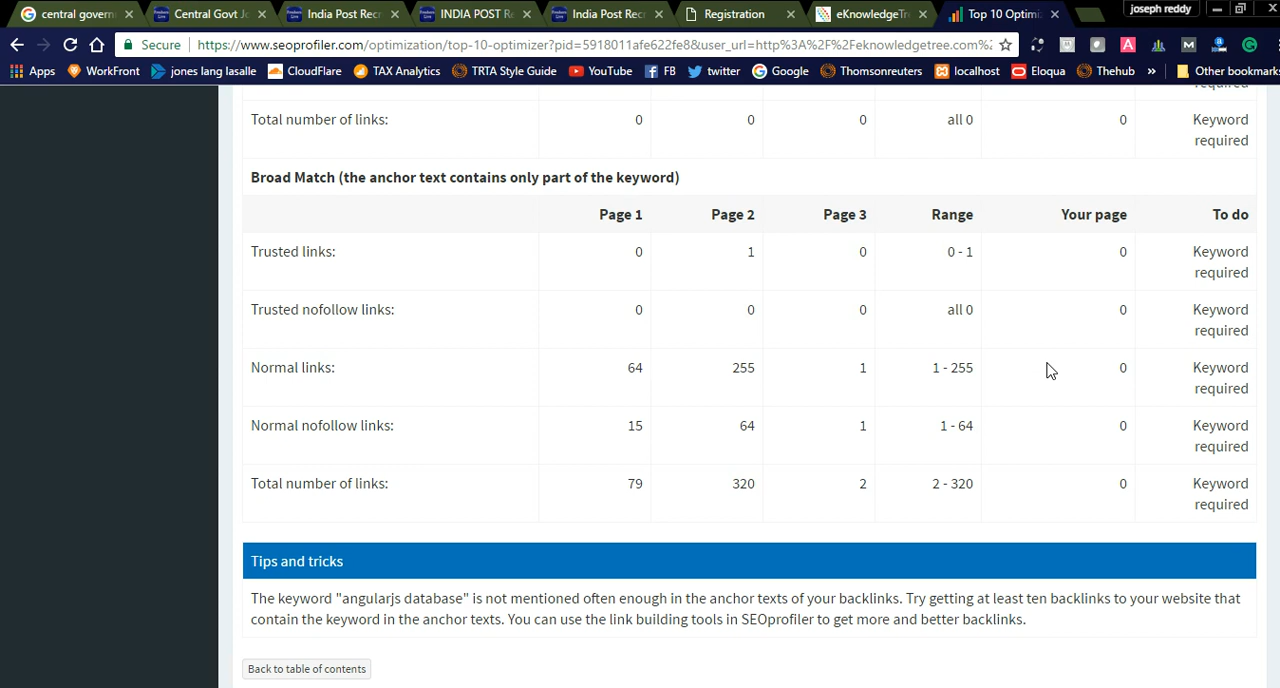 central governr
Central Govt Jo
India Post Recr
INDIA POST Re
India Post Recr
Registration
eKnowledgeTre
Top 10 Optimiz
joseph reddy
Secure
https://www.seoprofiler.com/optimization/top-10-optimizer?pid=5918011afe622fe8&user_url=http%3A%2F%2Feknowledgetree.com%2
Apps WorkFront jones lang lasalle CloudFlare TAX Analytics TRTA Style Guide YouTube FB twitter Google Thomsonreuters localhost Eloqua Thehub » Other bookmarks
required
Total number of links: 0 0 0 all 0 0 Keyword required
Broad Match (the anchor text contains only part of the keyword)
Page 1 Page 2 Page 3 Range Your page To do
Trusted links: 0 1 0 0 - 1 0 Keyword required
Trusted nofollow links: 0 0 0 all 0 0 Keyword required
Normal links: 64 255 1 1 - 255 0 Keyword required
Normal nofollow links: 15 64 1 1 - 64 0 Keyword required
Total number of links: 79 320 2 2 - 320 0 Keyword required
Tips and tricks
The keyword "angularjs database" is not mentioned often enough in the anchor texts of your backlinks. Try getting at least ten backlinks to your website that
contain the keyword in the anchor texts. You can use the link building tools in SEOprofiler to get more and better backlinks.
Back to table of contents